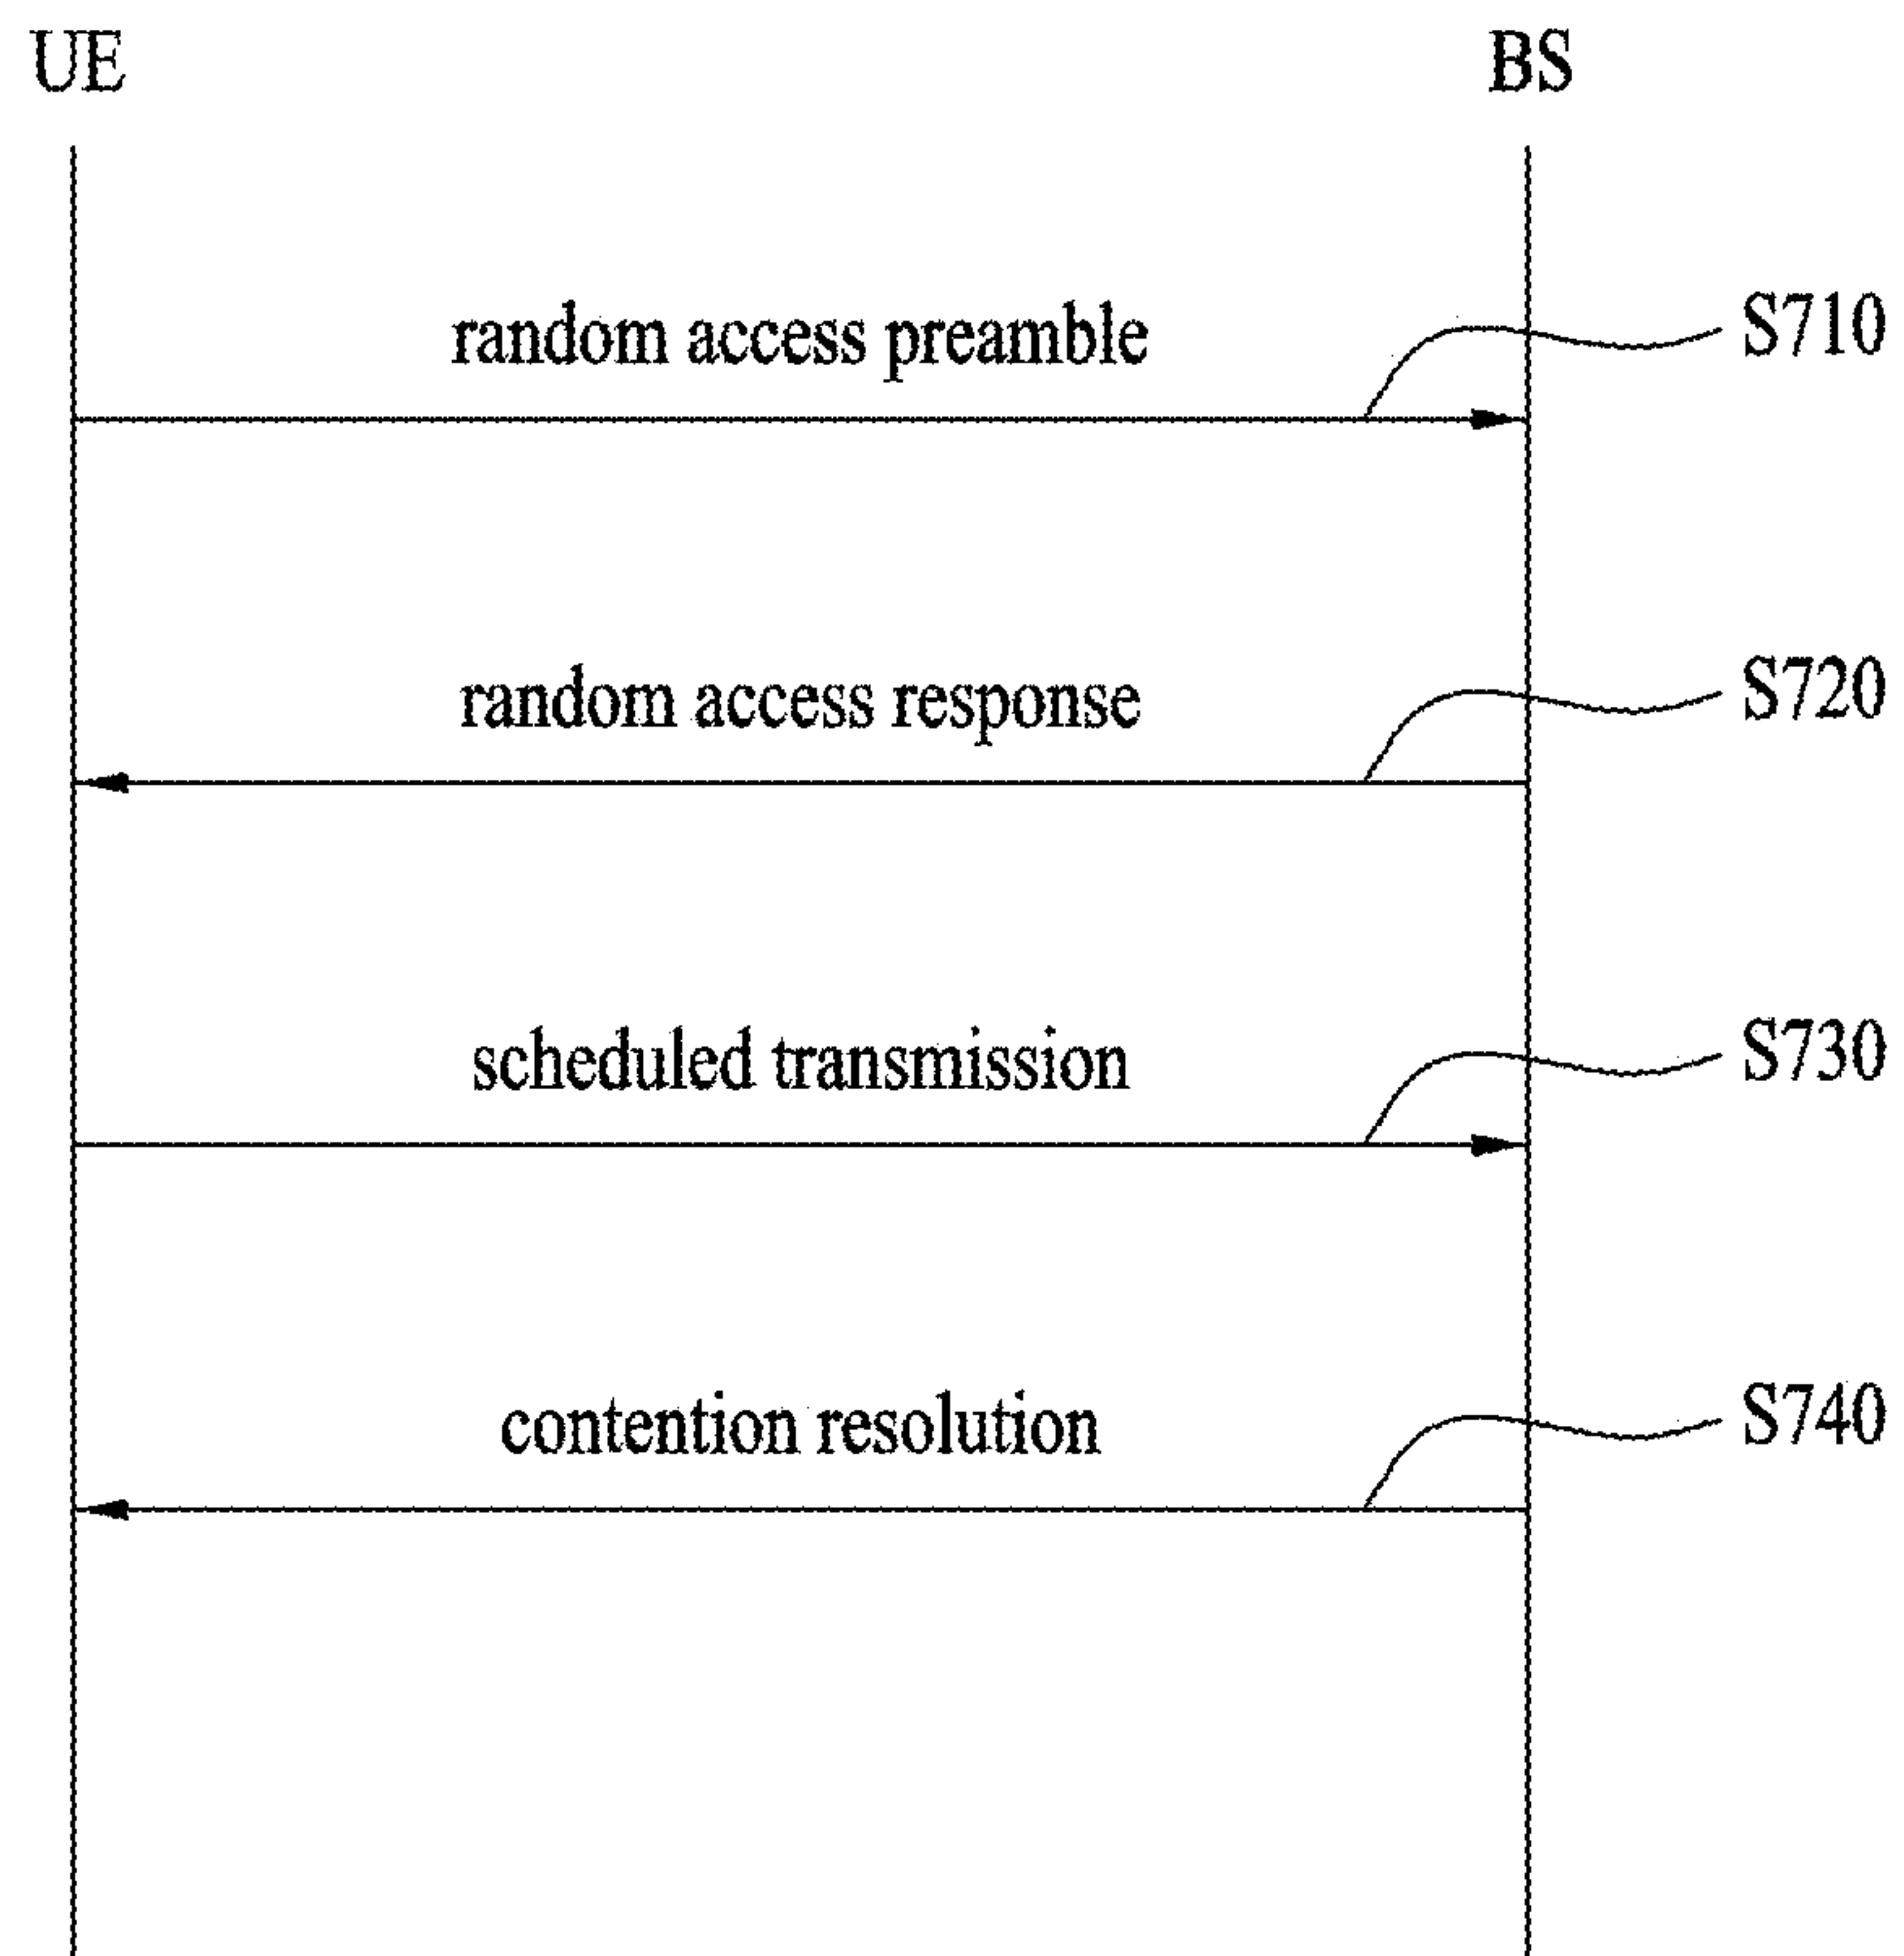 UE BS
random access preamble S710
random access response S720
scheduled transmission S730
contention resolution S740